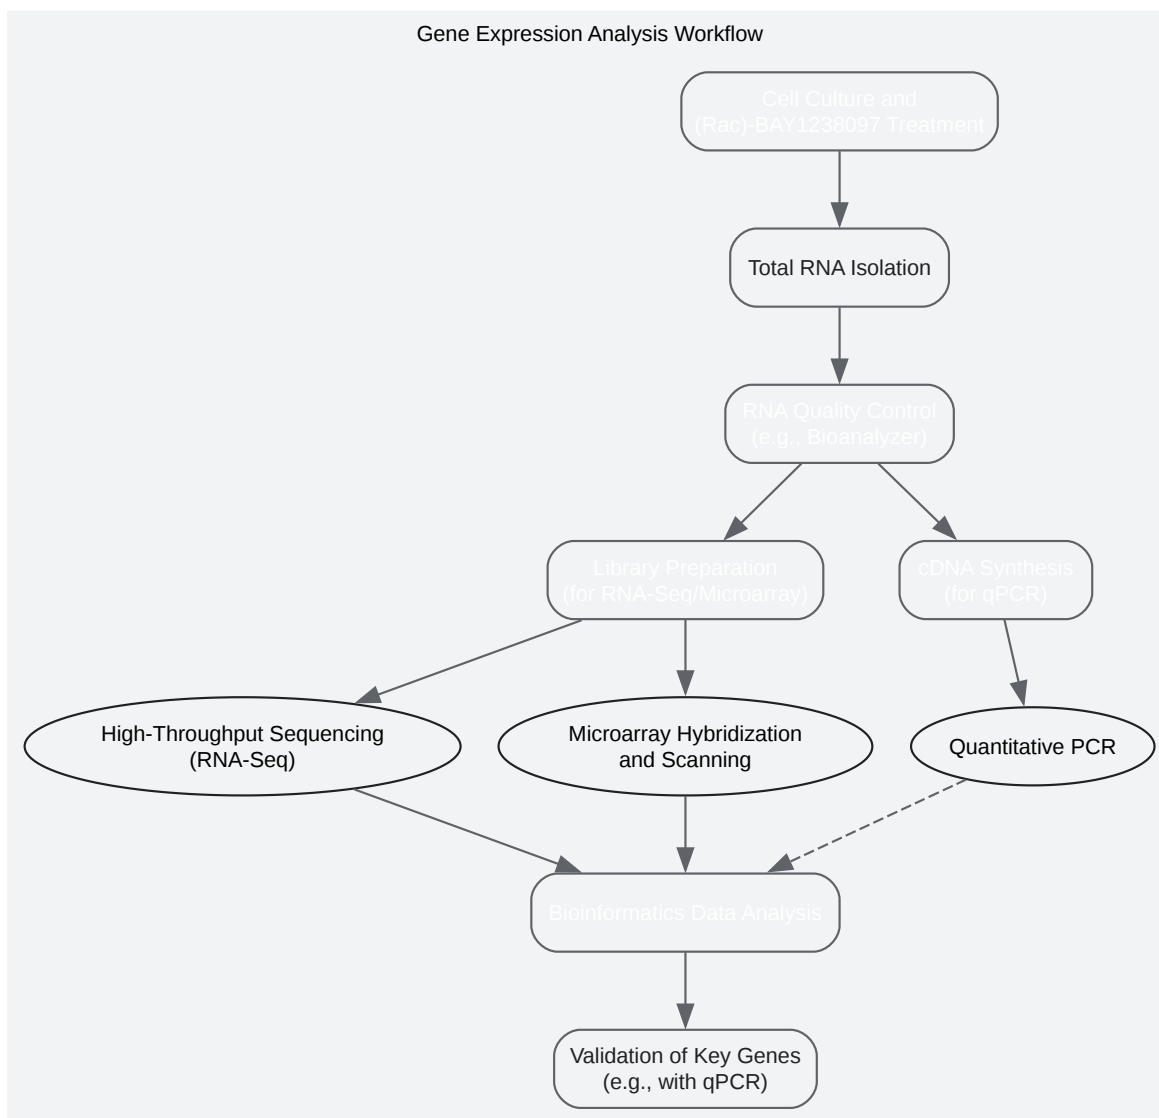 Gene Expression Analysis Workflow
Cell Culture and
(Rac)-BAY1238097 Treatment
Total RNA Isolation
RNA Quality Control
(e.g., Bioanalyzer)
Library Preparation
(for RNA-Seq/Microarray)
cDNA Synthesis
(for qPCR)
High-Throughput Sequencing
(RNA-Seq)
Microarray Hybridization
and Scanning
Quantitative PCR
Bioinformatics Data Analysis
Validation of Key Genes
(e.g., with qPCR)